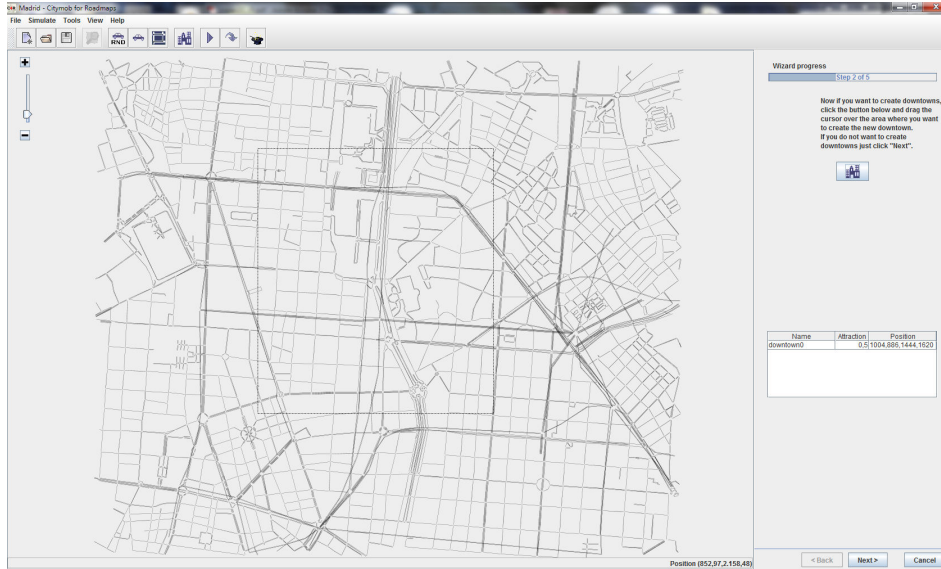 Madrid - Citymob for Roadmaps
File Simulate Tools View Help
RND
Wizard progress
Step 2 of 5
Now if you want to create downtowns,
click the button below and drag the
cursor over the area where you want
to create the new downtown.
If you do not want to create
downtowns just click "Next".
Name Attraction Position
downtown0 0,5 1004,886,1444,1620
Position (852,97,2.158,48)
< Back Next > Cancel